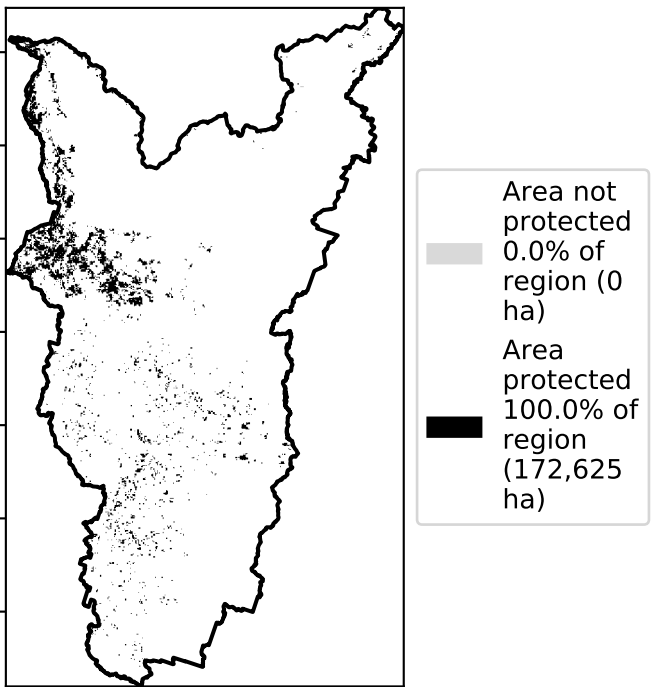 Area not
protected
0.0% of
region (0
ha)
Area
protected
100.0% of
region
(172,625
ha)